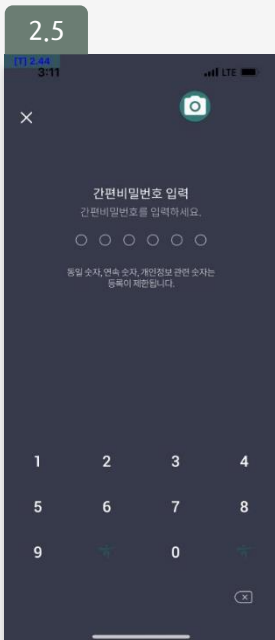 2.5
[T] 2.44
3:11
LTE
간편비밀번호 입력
간편비밀번호를 입력하세요.
동일 숫자, 연속 숫자, 개인정보 관련 숫자는
등록이 제한됩니다.
1 2 3 4
5 6 7 8
9 0